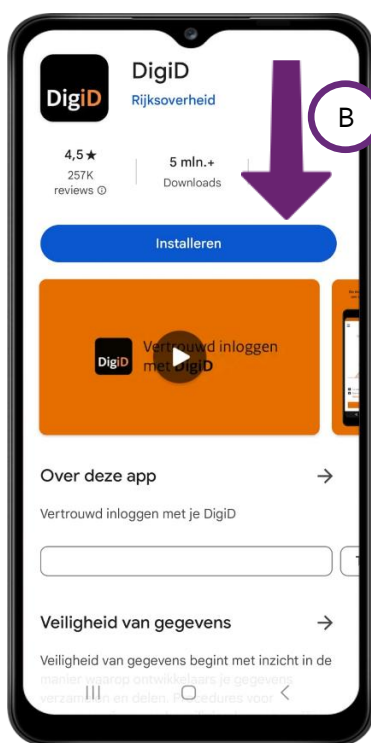 DigiD
DigiD
Rijksoverheid
B
4,5★
257K
reviews ⓘ
5 mln.+
Downloads
Installeren
DigiD
Vertrouwd inloggen
met DigiD
Over deze app →
Vertrouwd inloggen met je DigiD
Veiligheid van gegevens →
Veiligheid van gegevens begint met inzicht in de
manier waarop ontwikkelaars je gegevens
verzamelen en delen. Procedures voor